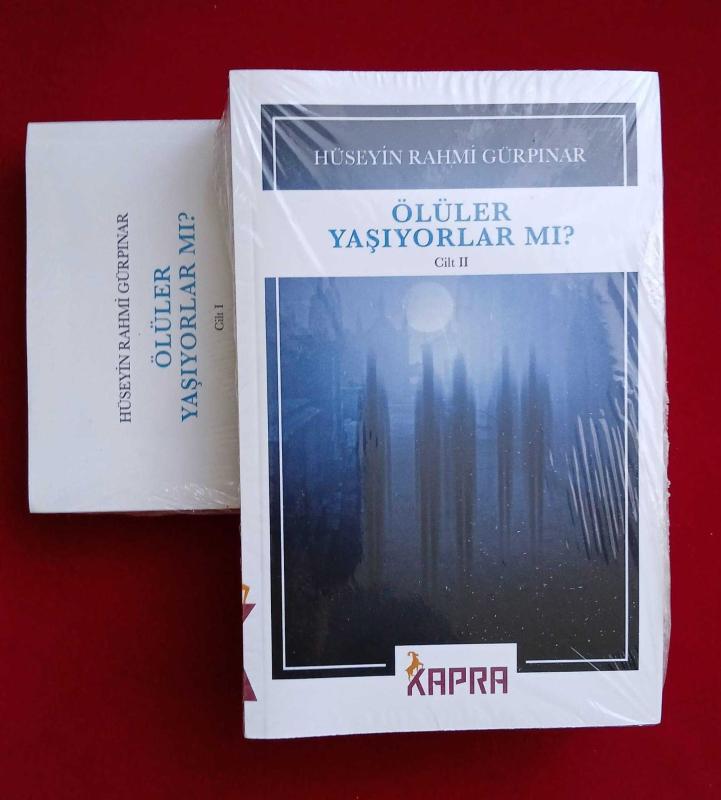 HÜSEYİN RAHMİ GÜRPINAR
ÖLÜLER
YAŞIYORLAR MI?
Cilt II
KAPRA
HÜSEYİN RAHMİ GÜRPINAR
ÖLÜLER
YAŞIYORLAR MI?
Cilt I